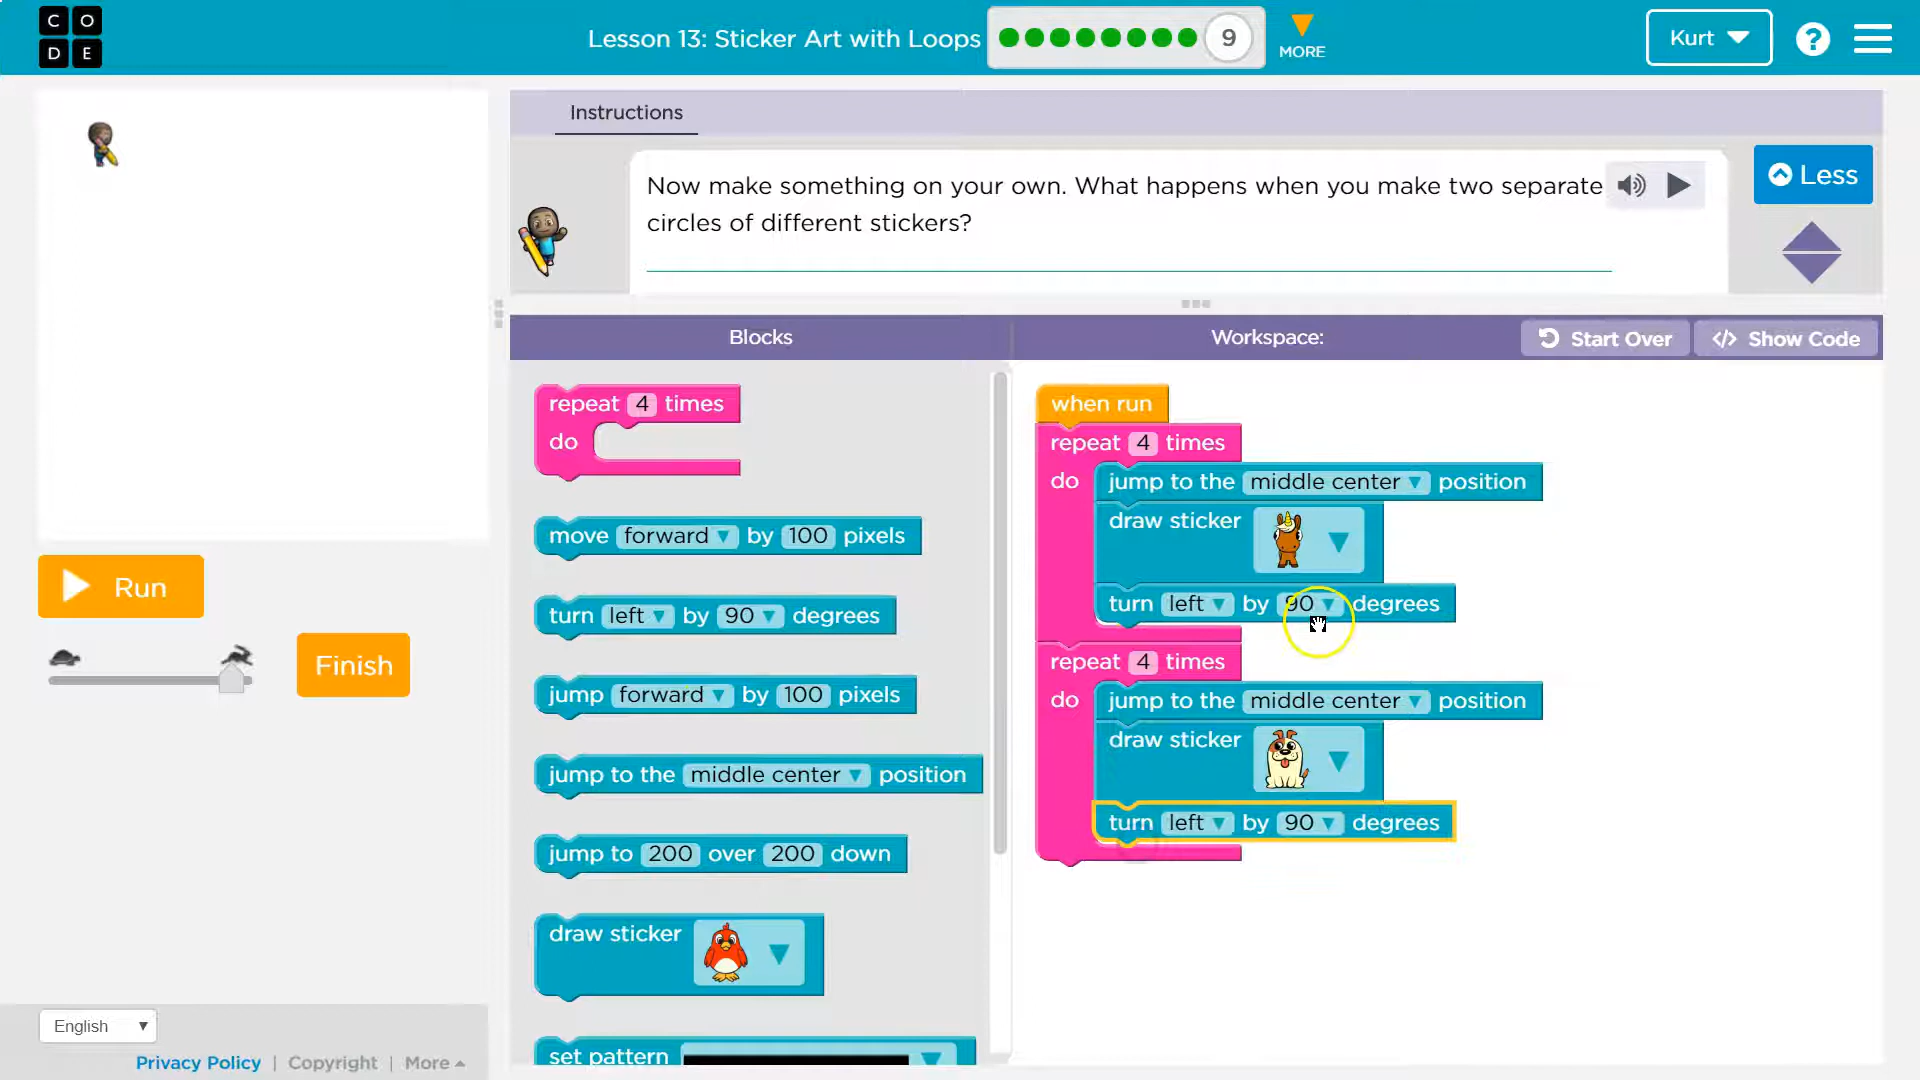 C O
D E
Lesson 13: Sticker Art with Loops
9
MORE
Kurt
?
Instructions
Now make something on your own. What happens when you make two separate
circles of different stickers?
Less
Blocks
Workspace:
Start Over
Show Code
repeat 4 times
do
move forward by 100 pixels
turn left by 90 degrees
jump forward by 100 pixels
jump to the middle center position
jump to 200 over 200 down
draw sticker
set pattern
when run
repeat 4 times
do
jump to the middle center position
draw sticker
turn left by 90 degrees
repeat 4 times
do
jump to the middle center position
draw sticker
turn left by 90 degrees
Run
Finish
English
Privacy Policy | Copyright | More